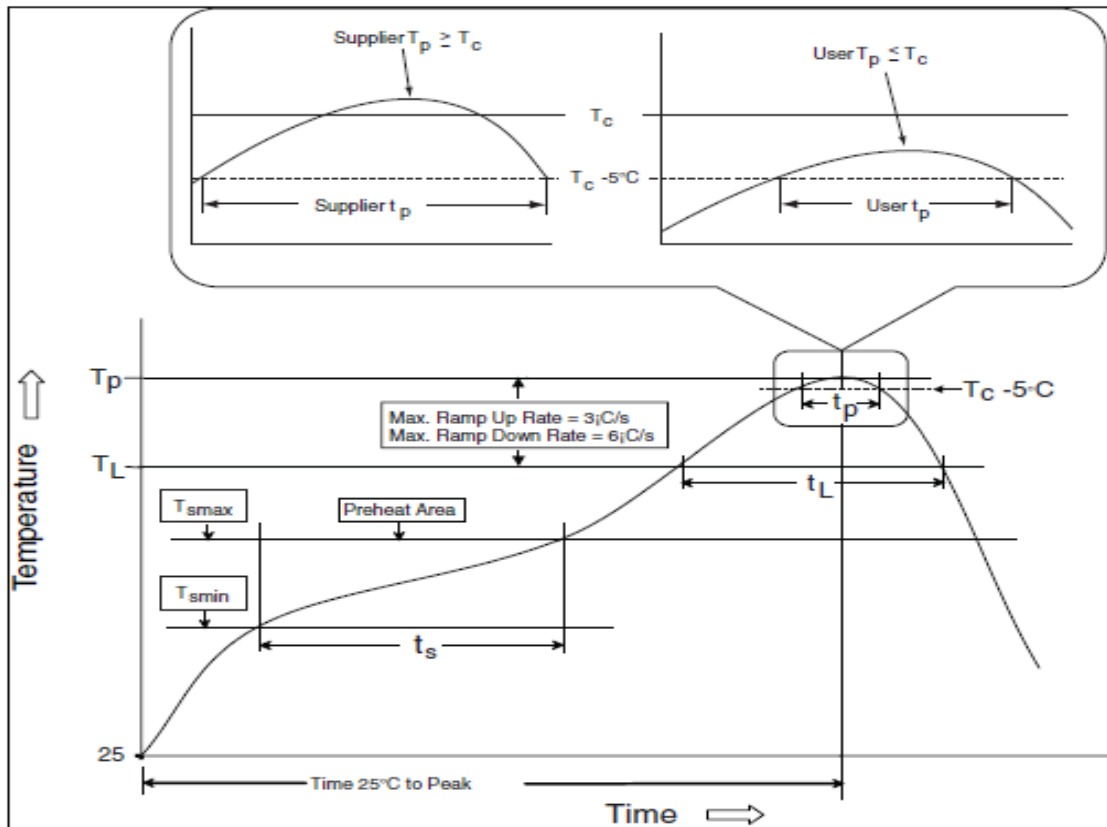 Supplier Tp ≥ Tc
User Tp ≤ Tc
Tc
Tc -5°C
Supplier tp
User tp
Tp
Tc -5°C
tp
Max. Ramp Up Rate = 3¡C/s
Max. Ramp Down Rate = 6¡C/s
TL
tL
Tsmax
Preheat Area
Temperature
Tsmin
ts
25
Time 25°C to Peak
Time